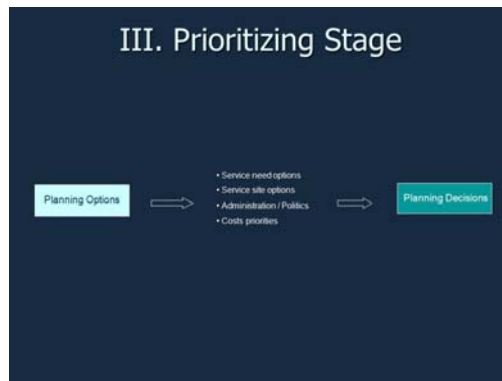 III. Prioritizing Stage
Planning Options
• Service need options
• Service site options
• Administration / Politics
• Costs priorities
Planning Decisions